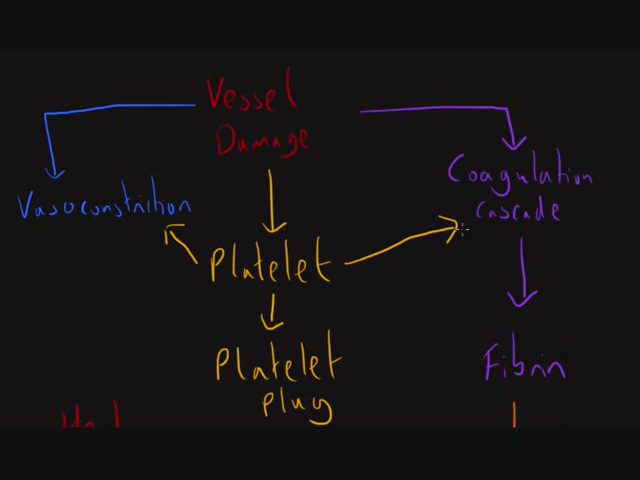 Vessel
Damage
Coagulation
cascade
Vasoconstriction
Platelet
Platelet
plug
Fibrin